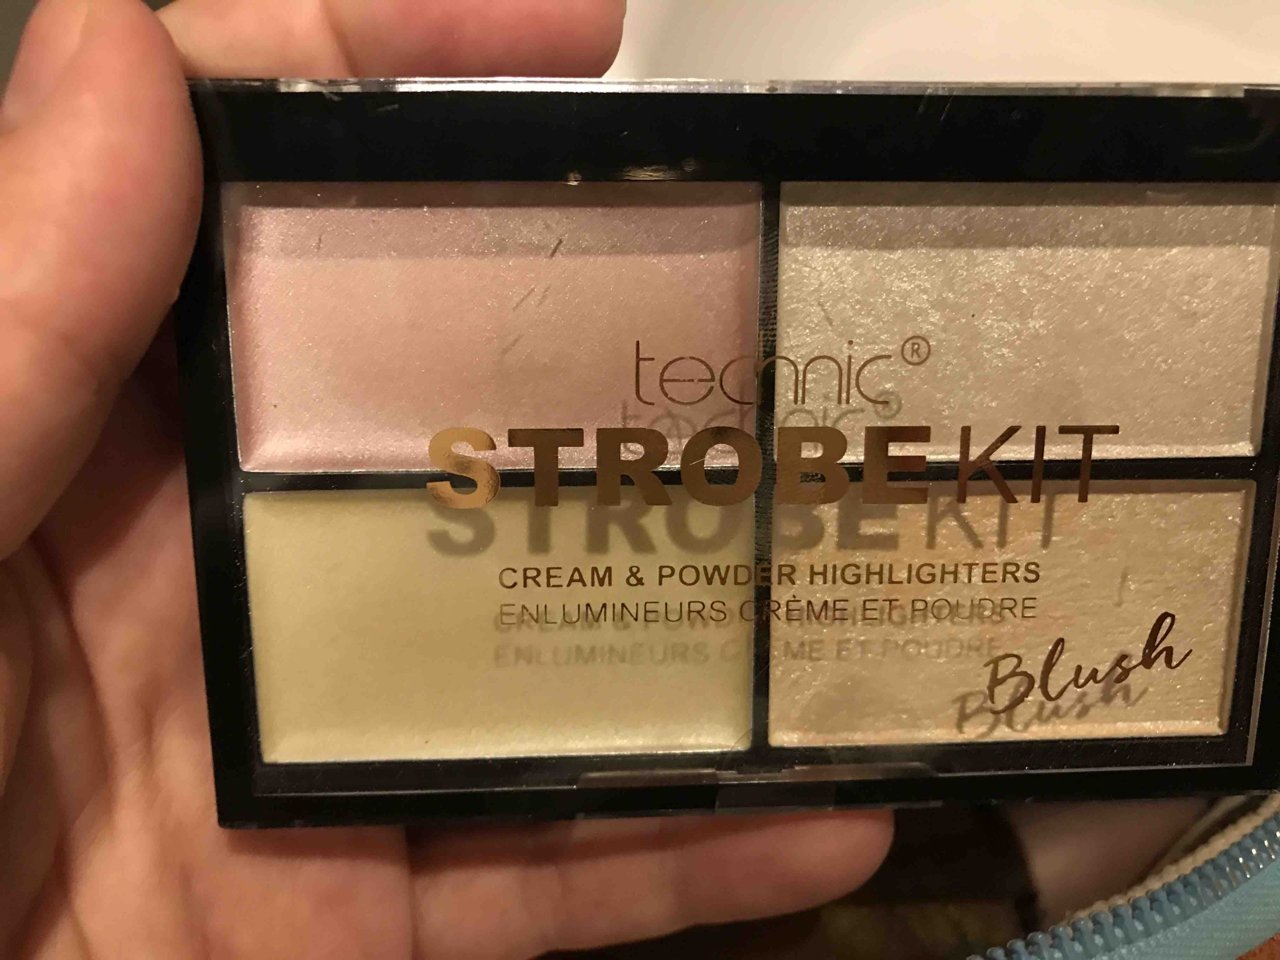 technic®
STROBE KIT
CREAM & POWDER HIGHLIGHTERS
ENLUMINEURS CRÈME ET POUDRE
Blush